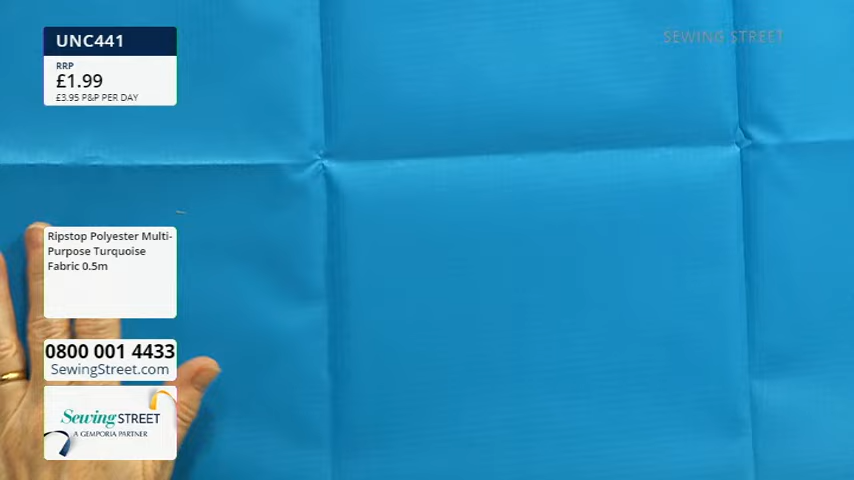 UNC441
RRP
£1.99
£3.95 P&P PER DAY
SEWING STREET
Ripstop Polyester Multi-
Purpose Turquoise
Fabric 0.5m
0800 001 4433
SewingStreet.com
Sewing STREET
A GEMPORIA PARTNER